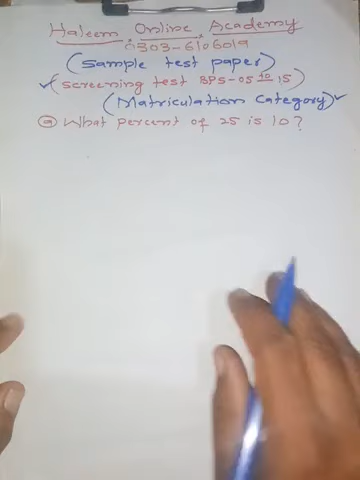 Haleem Online Academy
0303-6106019
(Sample test paper)
✓(Screening test BPS-05 to 15)
(Matriculation Category)✓
(a) What percent of 25 is 10?